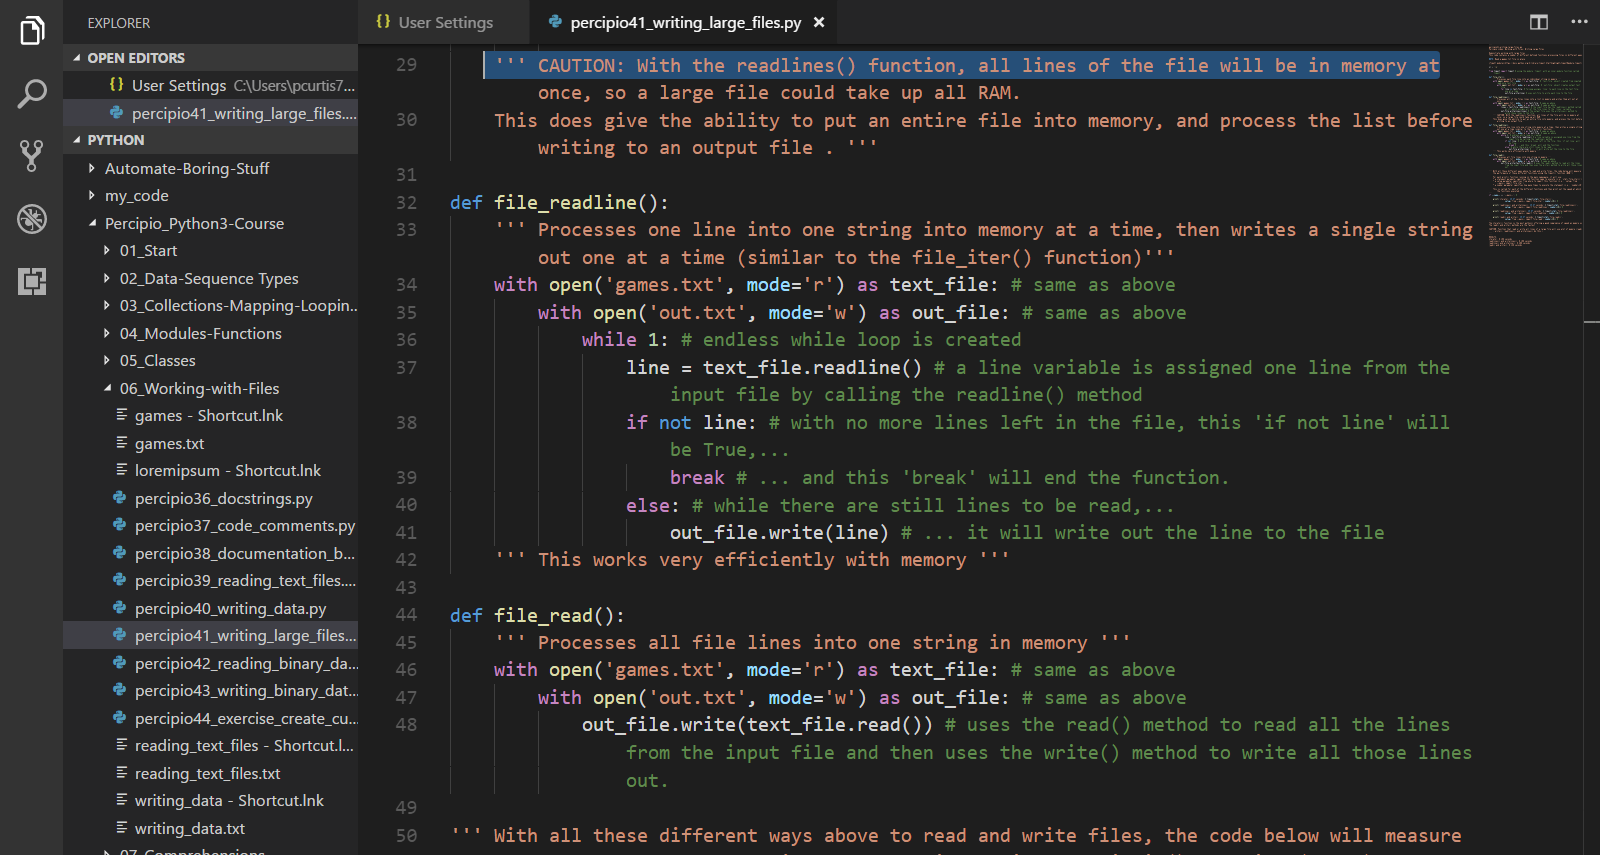 EXPLORER
OPEN EDITORS
{} User Settings C:\Users\pcurtis7...
percipio41_writing_large_files....
PYTHON
Automate-Boring-Stuff
my_code
Percipio_Python3-Course
01_Start
02_Data-Sequence Types
03_Collections-Mapping-Loopin...
04_Modules-Functions
05_Classes
06_Working-with-Files
games - Shortcut.lnk
games.txt
loremipsum - Shortcut.lnk
percipio36_docstrings.py
percipio37_code_comments.py
percipio38_documentation_b...
percipio39_reading_text_files....
percipio40_writing_data.py
percipio41_writing_large_files...
percipio42_reading_binary_da...
percipio43_writing_binary_dat...
percipio44_exercise_create_cu...
reading_text_files - Shortcut.l...
reading_text_files.txt
writing_data - Shortcut.lnk
writing_data.txt
07-Comprehensions
{} User Settings
percipio41_writing_large_files.py ×
29 ''' CAUTION: With the readlines() function, all lines of the file will be in memory at
once, so a large file could take up all RAM.
30 This does give the ability to put an entire file into memory, and process the list before
writing to an output file . '''
31
32 def file_readline():
33 ''' Processes one line into one string into memory at a time, then writes a single string
out one at a time (similar to the file_iter() function)'''
34 with open('games.txt', mode='r') as text_file: # same as above
35 with open('out.txt', mode='w') as out_file: # same as above
36 while 1: # endless while loop is created
37 line = text_file.readline() # a line variable is assigned one line from the
input file by calling the readline() method
38 if not line: # with no more lines left in the file, this 'if not line' will
be True,...
39 break # ... and this 'break' will end the function.
40 else: # while there are still lines to be read,...
41 out_file.write(line) # ... it will write out the line to the file
42 ''' This works very efficiently with memory '''
43
44 def file_read():
45 ''' Processes all file lines into one string in memory '''
46 with open('games.txt', mode='r') as text_file: # same as above
47 with open('out.txt', mode='w') as out_file: # same as above
48 out_file.write(text_file.read()) # uses the read() method to read all the lines
from the input file and then uses the write() method to write all those lines
out.
49
50 ''' With all these different ways above to read and write files, the code below will measure